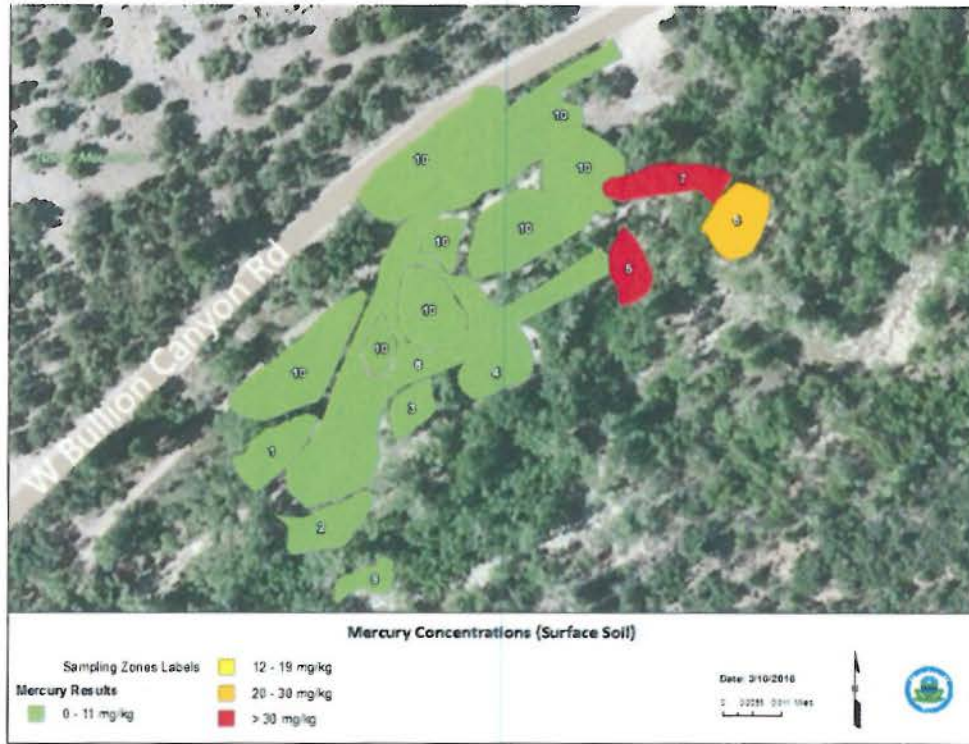 10
10
10
7
10
10
5
10
10
10
4
3
1
2
W Bullion Canyon Rd
Mercury Concentrations (Surface Soil)
Sampling Zones Labels
Mercury Results
0 - 11 mg/kg
12 - 19 mg/kg
20 - 30 mg/kg
> 30 mg/kg
Date: 3/10/2016
Miles